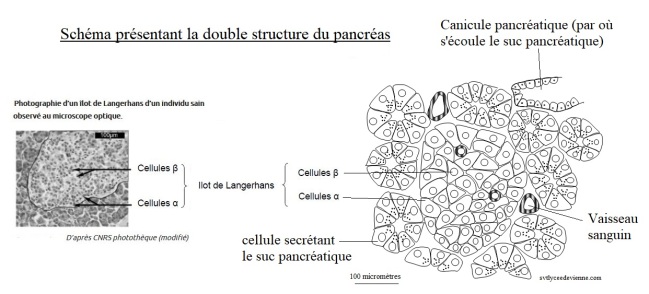 Schéma présentant la double structure du pancréas
Canicule pancréatique (par où
s'écoule le suc pancréatique)
Photographie d'un îlot de Langerhans d'un individu sain
observé au microscope optique.
100μm
Cellules β
Cellules α
Ilot de Langerhans
Cellules β
Cellules α
D'après CNRS photothèque (modifié)
cellule secrétant
le suc pancréatique
Vaisseau
sanguin
100 micromètres
svtlyceedevienne.com